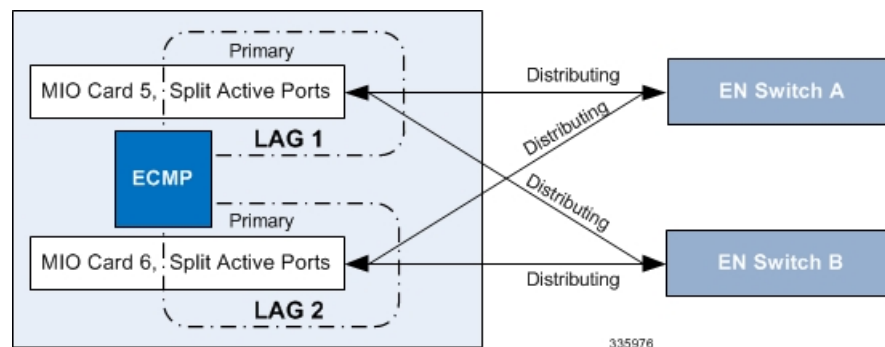 Primary
MIO Card 5, Split Active Ports
LAG 1
ECMP
Primary
MIO Card 6, Split Active Ports
LAG 2
Distributing
Distributing
Distributing
Distributing
EN Switch A
EN Switch B
335976